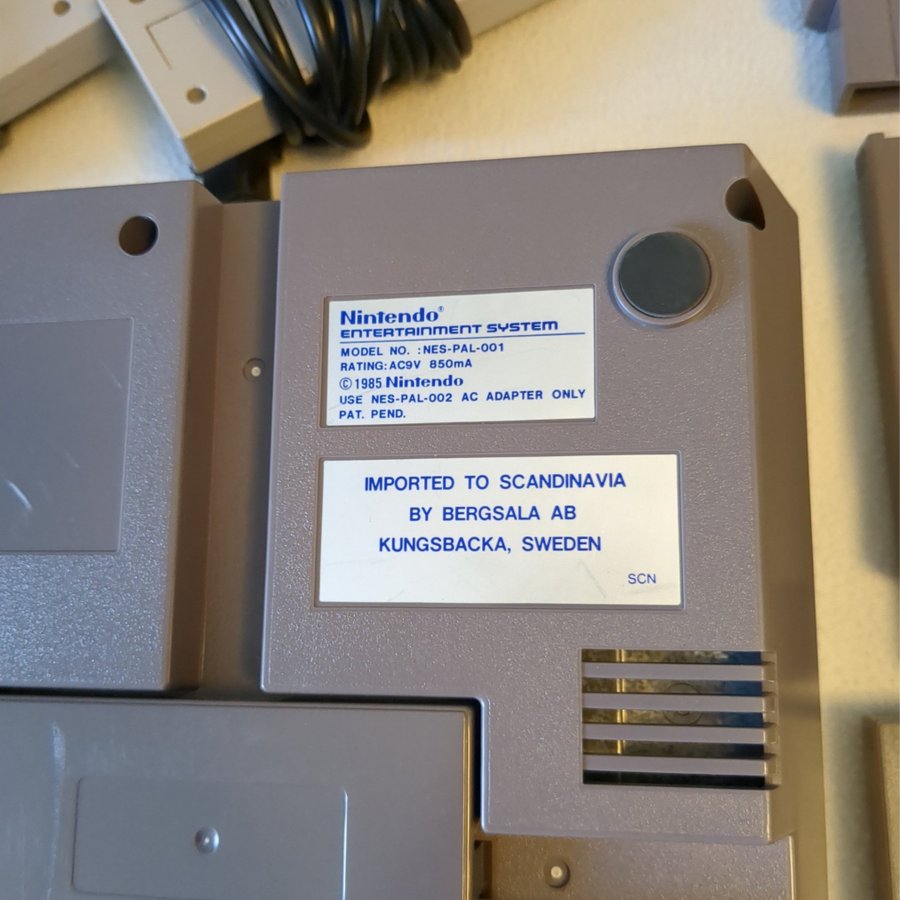 Nintendo®
ENTERTAINMENT SYSTEM
MODEL NO. :NES-PAL-001
RATING:AC9V 850mA
©1985 Nintendo
USE NES-PAL-002 AC ADAPTER ONLY
PAT. PEND.
IMPORTED TO SCANDINAVIA
BY BERGSALA AB
KUNGSBACKA, SWEDEN
SCN